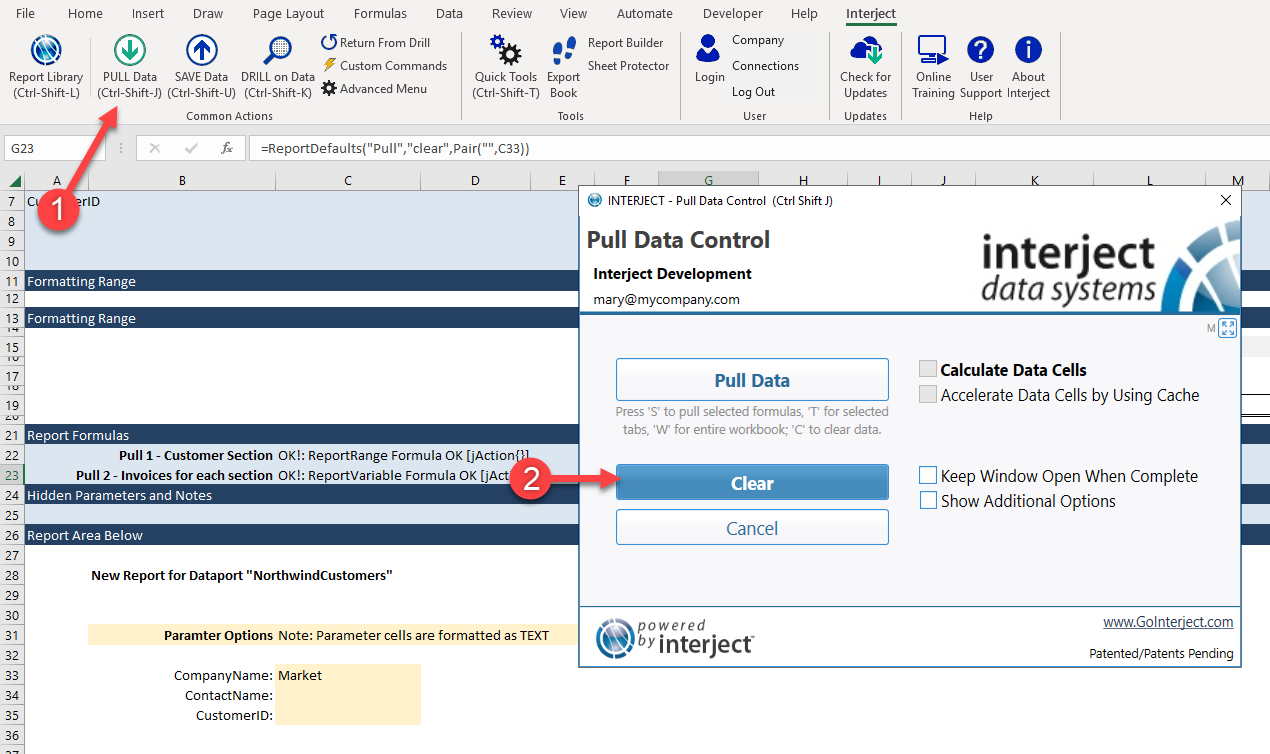 File Home Insert Draw Page Layout Formulas Data Review View Automate Developer Help Interject
Report Library
(Ctrl-Shift-L)
PULL Data
(Ctrl-Shift-J)
SAVE Data
(Ctrl-Shift-U)
DRILL on Data
(Ctrl-Shift-K)
Return From Drill
Custom Commands
Advanced Menu
Common Actions
Quick Tools
(Ctrl-Shift-T)
Export
Book
Report Builder
Sheet Protector
Tools
Login
Company
Connections
Log Out
User
Check for
Updates
Updates
Online
Training
User
Support
About
Interject
Help
1
G23
fx
=ReportDefaults("Pull","clear",Pair("",C33))
A B C D E F G H I J K L M
7
8
9
10
11 Formatting Range
12
13 Formatting Range
14
15
16
17
18
19
20
21 Report Formulas
22 Pull 1 - Customer Section OK!: ReportRange Formula OK [jAction{}]
23 Pull 2 - Invoices for each section OK!: ReportVariable Formula OK
24 Hidden Parameters and Notes
25
26 Report Area Below
27
28 New Report for Dataport "NorthwindCustomers"
29
30
31 Paramter Options Note: Parameter cells are formatted as TEXT
32
33 CompanyName: Market
34 ContactName:
35 CustomerID:
36
37
INTERJECT - Pull Data Control (Ctrl Shift J)
Pull Data Control
Interject Development
mary@mycompany.com
interject
data systems
M
Pull Data
Press 'S' to pull selected formulas, 'T' for selected
tabs, 'W' for entire workbook; 'C' to clear data.
2
Clear
Cancel
Calculate Data Cells
Accelerate Data Cells by Using Cache
Keep Window Open When Complete
Show Additional Options
powered
by interject™
www.GoInterject.com
Patented/Patents Pending